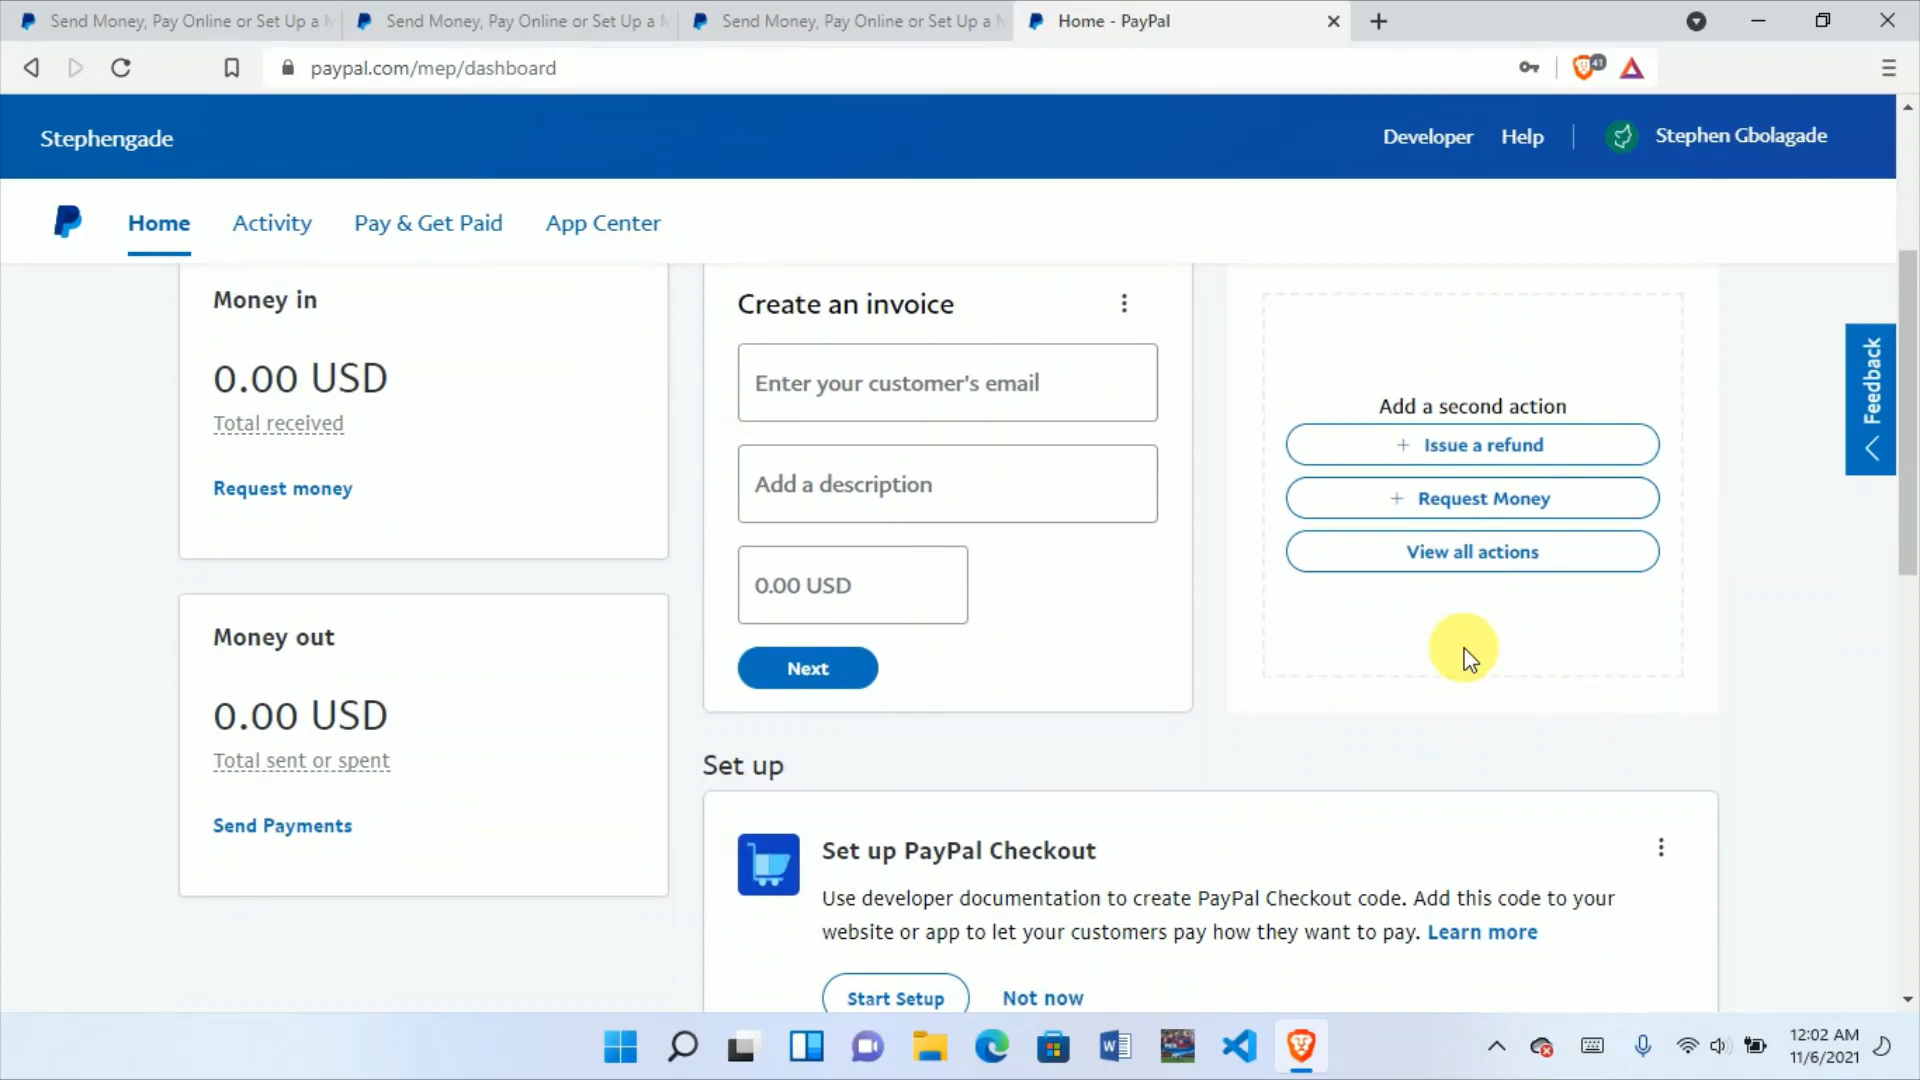 Send Money, Pay Online or Set Up a M
Send Money, Pay Online or Set Up a M
Send Money, Pay Online or Set Up a M
Home - PayPal
paypal.com/mep/dashboard
41
Stephengade
Developer
Help
Stephen Gbolagade
Home
Activity
Pay & Get Paid
App Center
Money in
0.00 USD
Total received
Request money
Money out
0.00 USD
Total sent or spent
Send Payments
Create an invoice
Enter your customer's email
Add a description
0.00 USD
Next
Add a second action
+ Issue a refund
+ Request Money
View all actions
Feedback
Set up
Set up PayPal Checkout
Use developer documentation to create PayPal Checkout code. Add this code to your
website or app to let your customers pay how they want to pay. Learn more
Start Setup
Not now
12:02 AM
11/6/2021